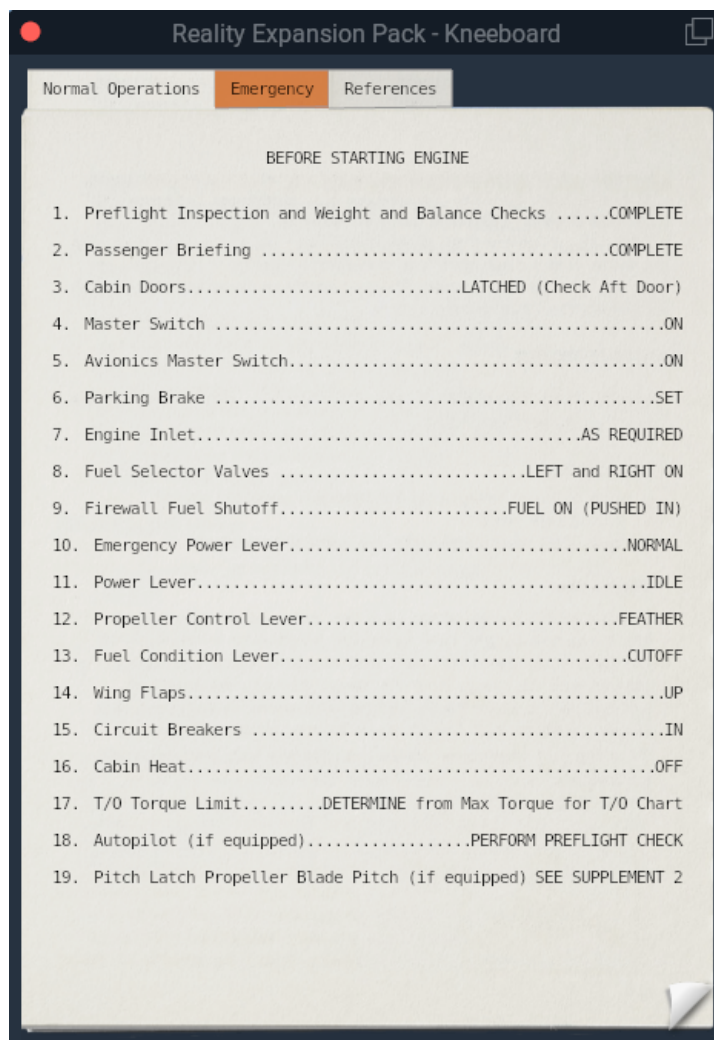 Reality Expansion Pack - Kneeboard
Normal Operations Emergency References
BEFORE STARTING ENGINE
1. Preflight Inspection and Weight and Balance Checks ......COMPLETE
2. Passenger Briefing ......................................COMPLETE
3. Cabin Doors..............................LATCHED (Check Aft Door)
4. Master Switch .................................................ON
5. Avionics Master Switch.........................................ON
6. Parking Brake ................................................SET
7. Engine Inlet..........................................AS REQUIRED
8. Fuel Selector Valves ...........................LEFT and RIGHT ON
9. Firewall Fuel Shutoff.........................FUEL ON (PUSHED IN)
10. Emergency Power Lever.....................................NORMAL
11. Power Lever.................................................IDLE
12. Propeller Control Lever..................................FEATHER
13. Fuel Condition Lever......................................CUTOFF
14. Wing Flaps....................................................UP
15. Circuit Breakers .............................................IN
16. Cabin Heat...................................................OFF
17. T/O Torque Limit.........DETERMINE from Max Torque for T/O Chart
18. Autopilot (if equipped)..................PERFORM PREFLIGHT CHECK
19. Pitch Latch Propeller Blade Pitch (if equipped) SEE SUPPLEMENT 2